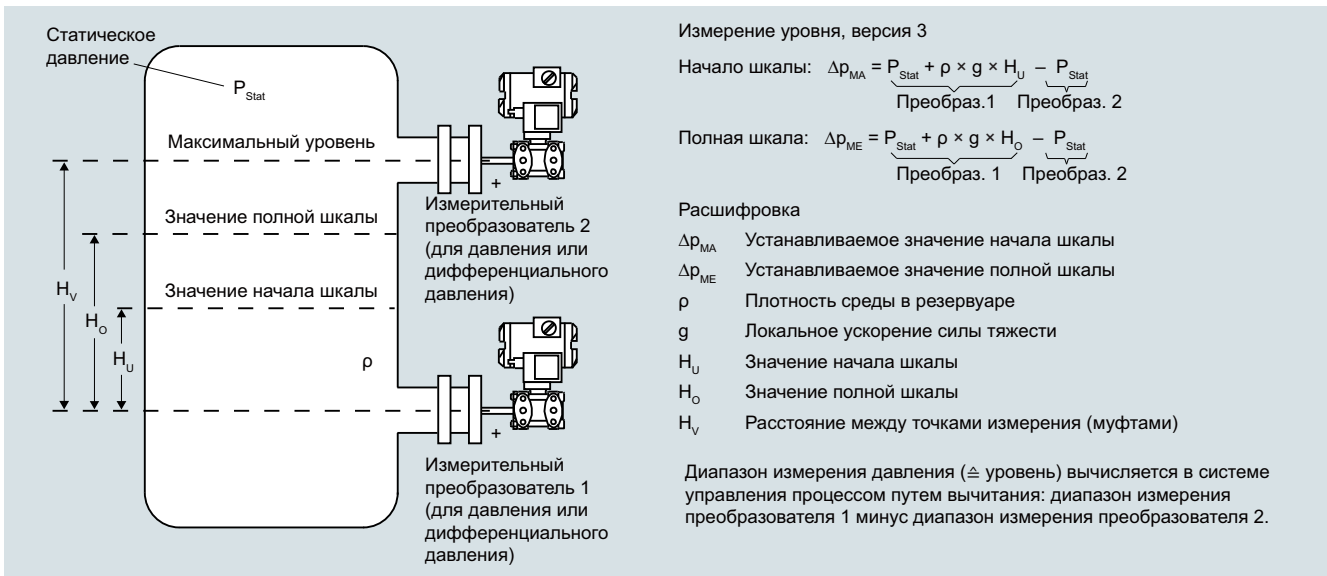 Статическое
давление
P_Stat
Максимальный уровень
Значение полной шкалы
Значение начала шкалы
H_V
H_O
H_U
ρ
+
Измерительный
преобразователь 2
(для давления или
дифференциального
давления)
+
Измерительный
преобразователь 1
(для давления или
дифференциального
давления)
Измерение уровня, версия 3
Начало шкалы: Δp_MA = P_Stat + ρ × g × H_U – P_Stat
Преобраз.1 Преобраз. 2
Полная шкала: Δp_ME = P_Stat + ρ × g × H_O – P_Stat
Преобраз. 1 Преобраз. 2
Расшифровка
Δp_MA Устанавливаемое значение начала шкалы
Δp_ME Устанавливаемое значение полной шкалы
ρ Плотность среды в резервуаре
g Локальное ускорение силы тяжести
H_U Значение начала шкалы
H_O Значение полной шкалы
H_V Расстояние между точками измерения (муфтами)
Диапазон измерения давления (≙ уровень) вычисляется в системе
управления процессом путем вычитания: диапазон измерения
преобразователя 1 минус диапазон измерения преобразователя 2.